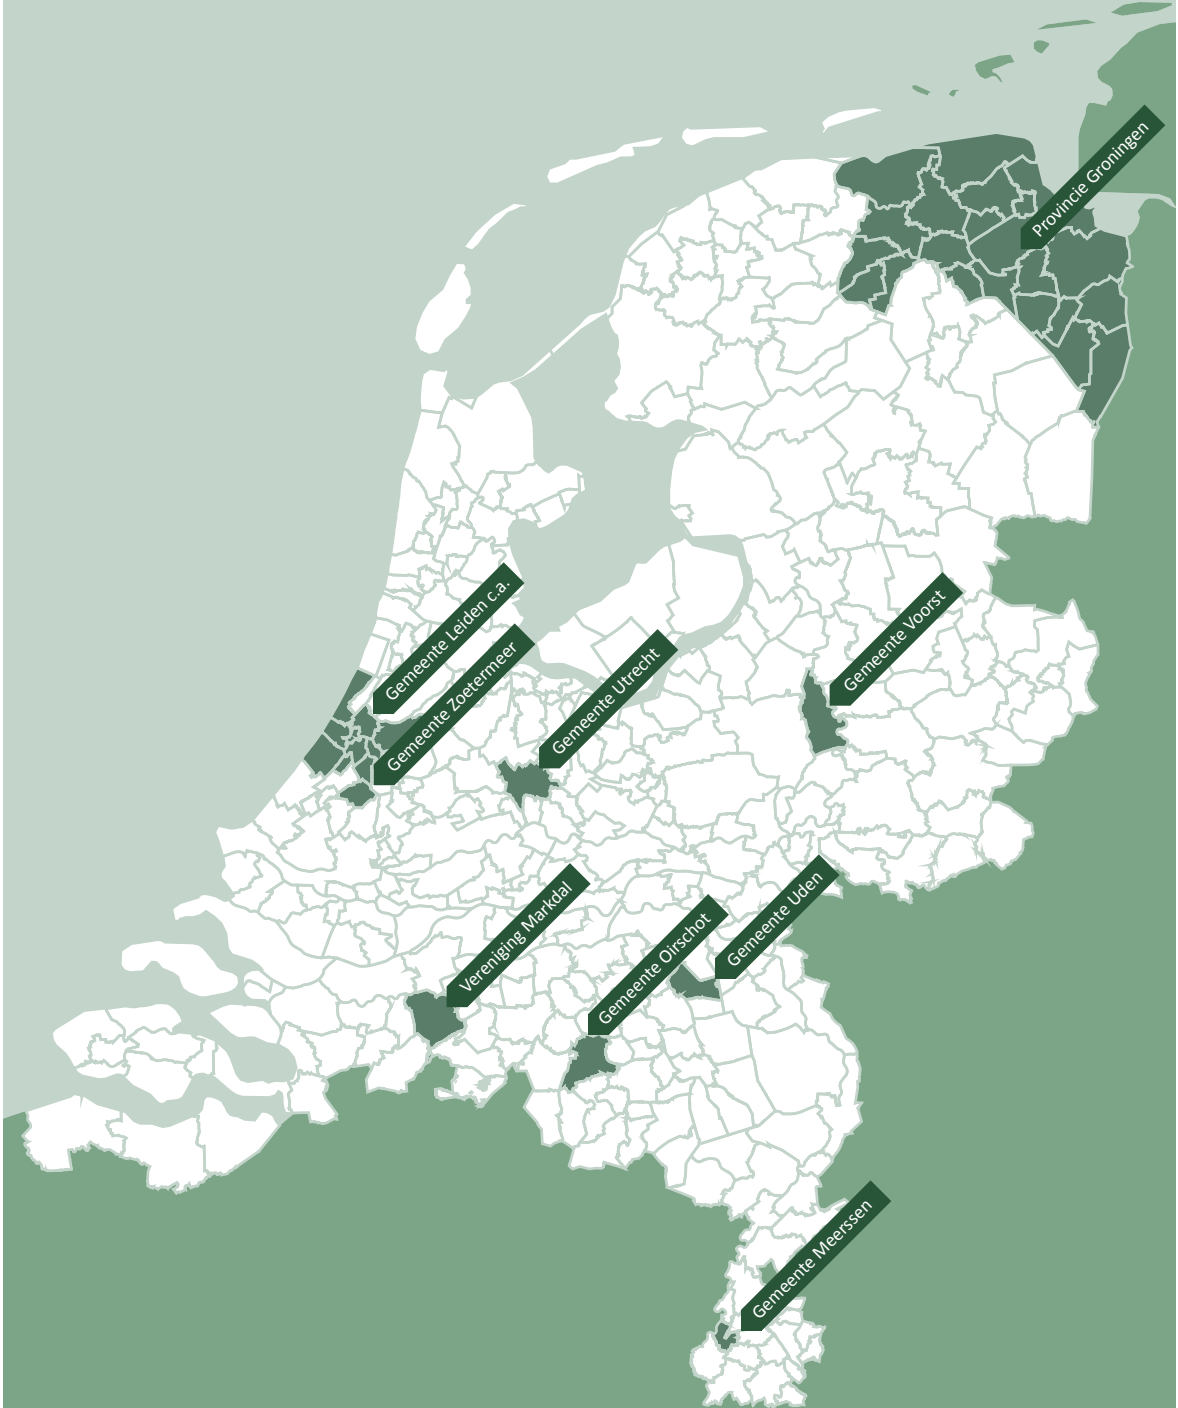 Provincie Groningen
Gemeente Leiden c.a.
Gemeente Voorst
Gemeente Zoetermeer
Gemeente Utrecht
Gemeente Uden
Vereniging Markdal
Gemeente Oirschot
Gemeente Meerssen